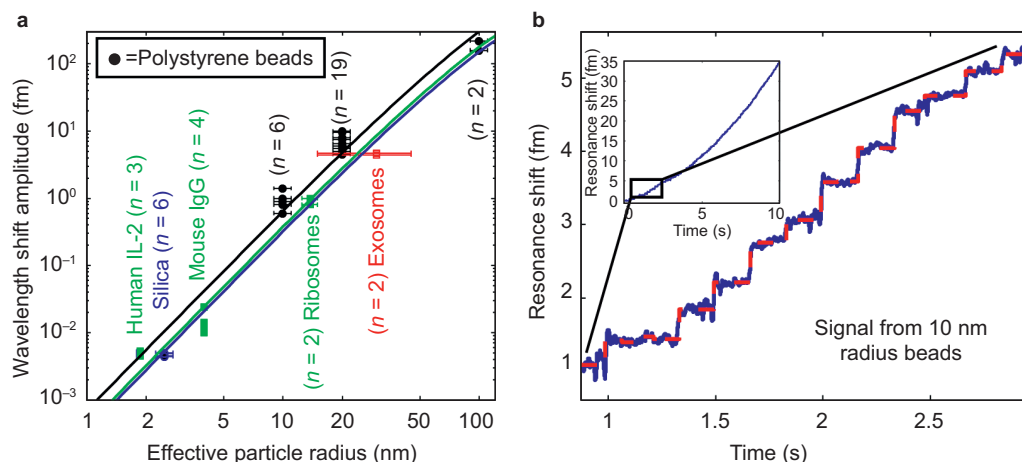 a
Wavelength shift amplitude (fm)
10²
10¹
10⁰
10⁻¹
10⁻²
10⁻³
● =Polystyrene beads
Human IL-2 (n = 3)
Silica (n = 6)
Mouse IgG (n = 4)
(n = 6)
(n = 19)
(n = 2) Ribosomes
(n = 2) Exosomes
(n = 2)
1 2 5 10 20 50 100
Effective particle radius (nm)
b
Resonance shift (fm)
5
4
3
2
1
Resonance shift (fm)
35
30
25
20
15
10
5
0
0 5 10
Time (s)
Signal from 10 nm
radius beads
1 1.5 2 2.5
Time (s)